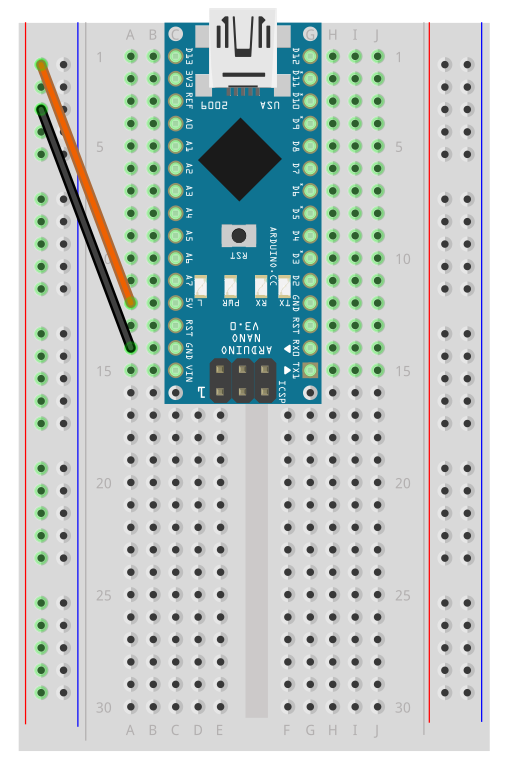 A B C G H I J
1 1
D13 D12
3V3 D11
REF D10
6002 USA
A0 D9
5 A1 D8 5
A2 D7
A3 D6
A4 D5
A5 D4
A6 D3 10
A7 D2
5V GND
RST RST
GND RX0
15 VIN TX1 15
ARDUINO.CC
RST
L PWR RX TX
ARDUINO
NANO
V3.0
1 ICSP
20 20
25 25
30 30
A B C D E F G H I J